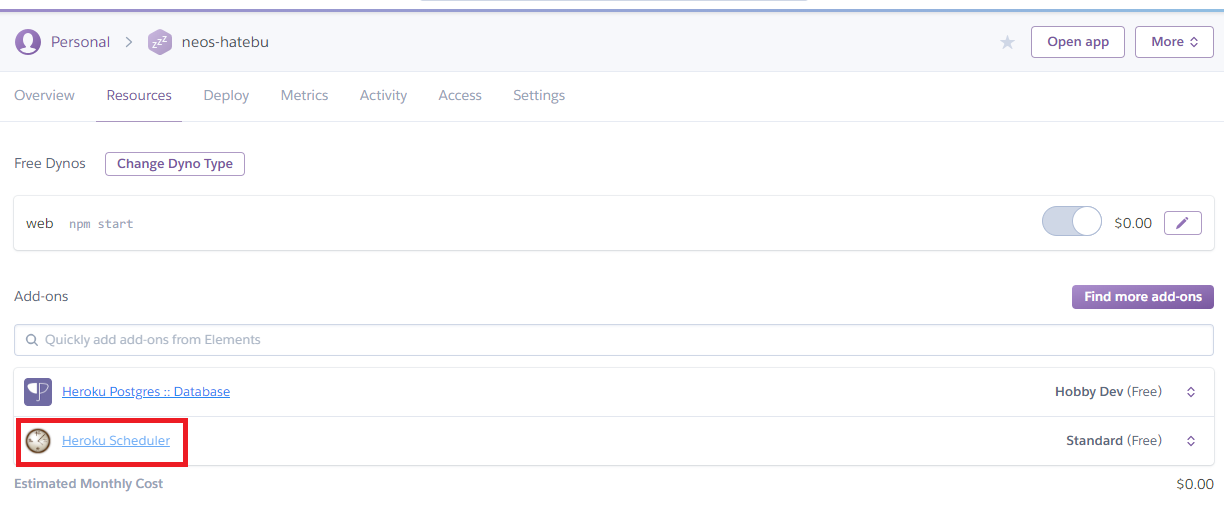 Personal > zzz neos-hatebu Open app More
Overview Resources Deploy Metrics Activity Access Settings
Free Dynos Change Dyno Type
web npm start $0.00
Add-ons Find more add-ons
Quickly add add-ons from Elements
Heroku Postgres :: Database Hobby Dev (Free)
Heroku Scheduler Standard (Free)
Estimated Monthly Cost $0.00